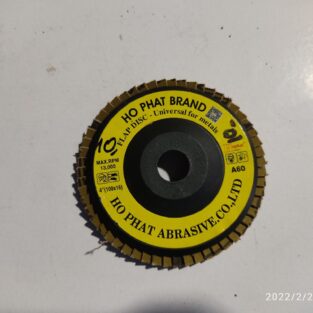 HO PHAT BRAND
FLAP DISC - Universal for metals
MAX.RPM
13.000
4"(100x16)
A60
HO PHAT ABRASIVE.CO.,LTD
2022/2/2